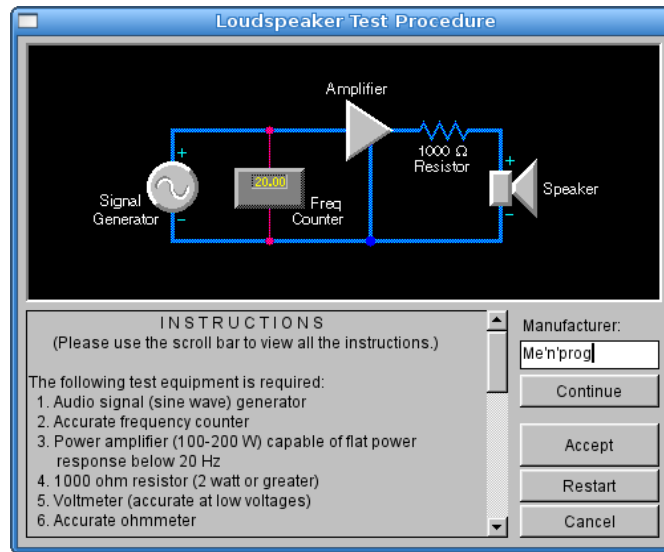 Loudspeaker Test Procedure
Amplifier
1000 Ω
Resistor
+
+
20.00
Signal
Generator
Freq
Counter
Speaker
−
−
I N S T R U C T I O N S
(Please use the scroll bar to view all the instructions.)
The following test equipment is required:
1. Audio signal (sine wave) generator
2. Accurate frequency counter
3. Power amplifier (100-200 W) capable of flat power
response below 20 Hz
4. 1000 ohm resistor (2 watt or greater)
5. Voltmeter (accurate at low voltages)
6. Accurate ohmmeter
Manufacturer:
Me'n'prog
Continue
Accept
Restart
Cancel